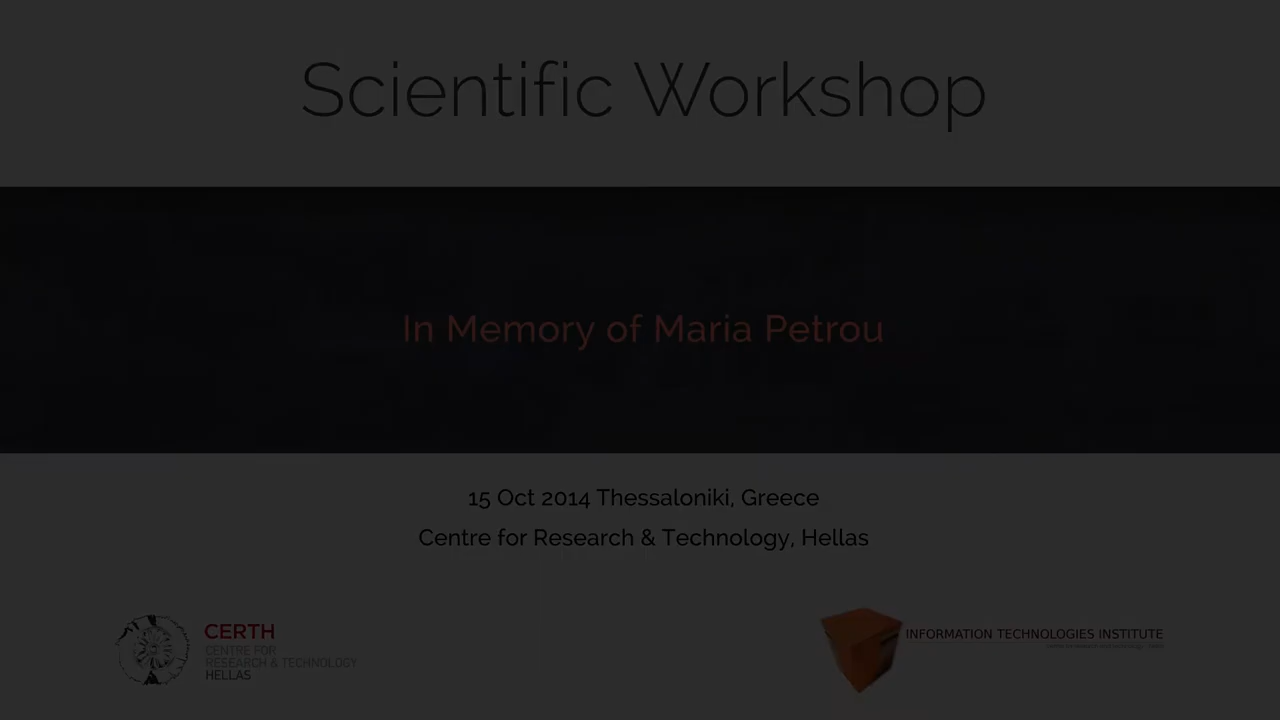 Scientific Workshop
In Memory of Maria Petrou
15 Oct 2014 Thessaloniki, Greece
Centre for Research & Technology, Hellas
CERTH
CENTRE FOR
RESEARCH & TECHNOLOGY
HELLAS
INFORMATION TECHNOLOGIES INSTITUTE